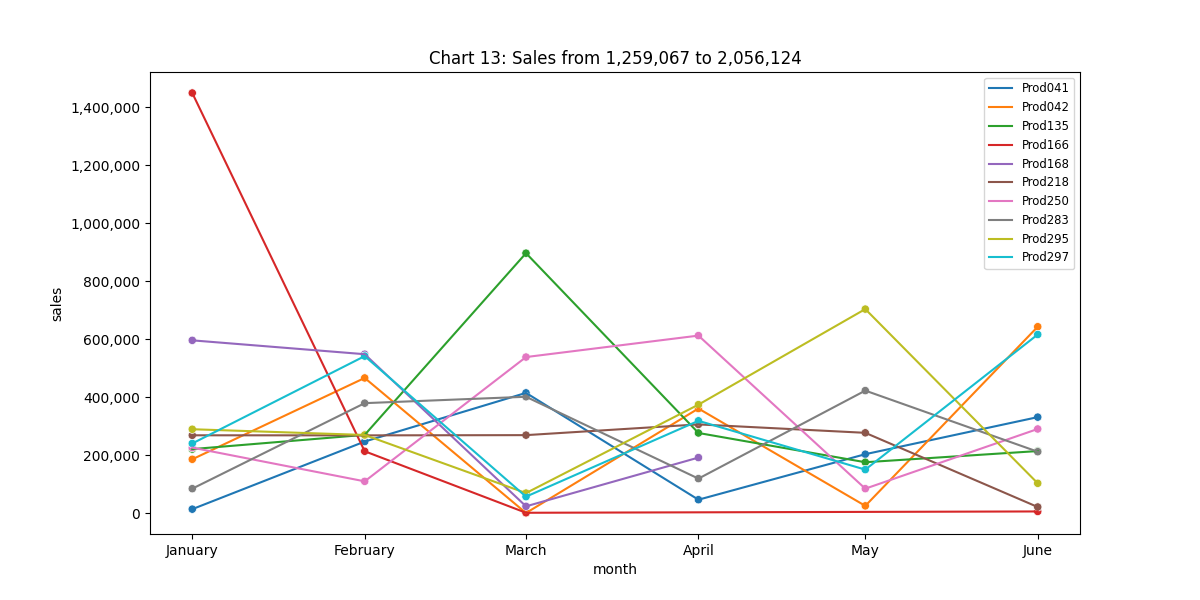 Chart 13: Sales from 1,259,067 to 2,056,124
sales
1,400,000
1,200,000
1,000,000
800,000
600,000
400,000
200,000
0
Prod041
Prod042
Prod135
Prod166
Prod168
Prod218
Prod250
Prod283
Prod295
Prod297
January February March April May June
month